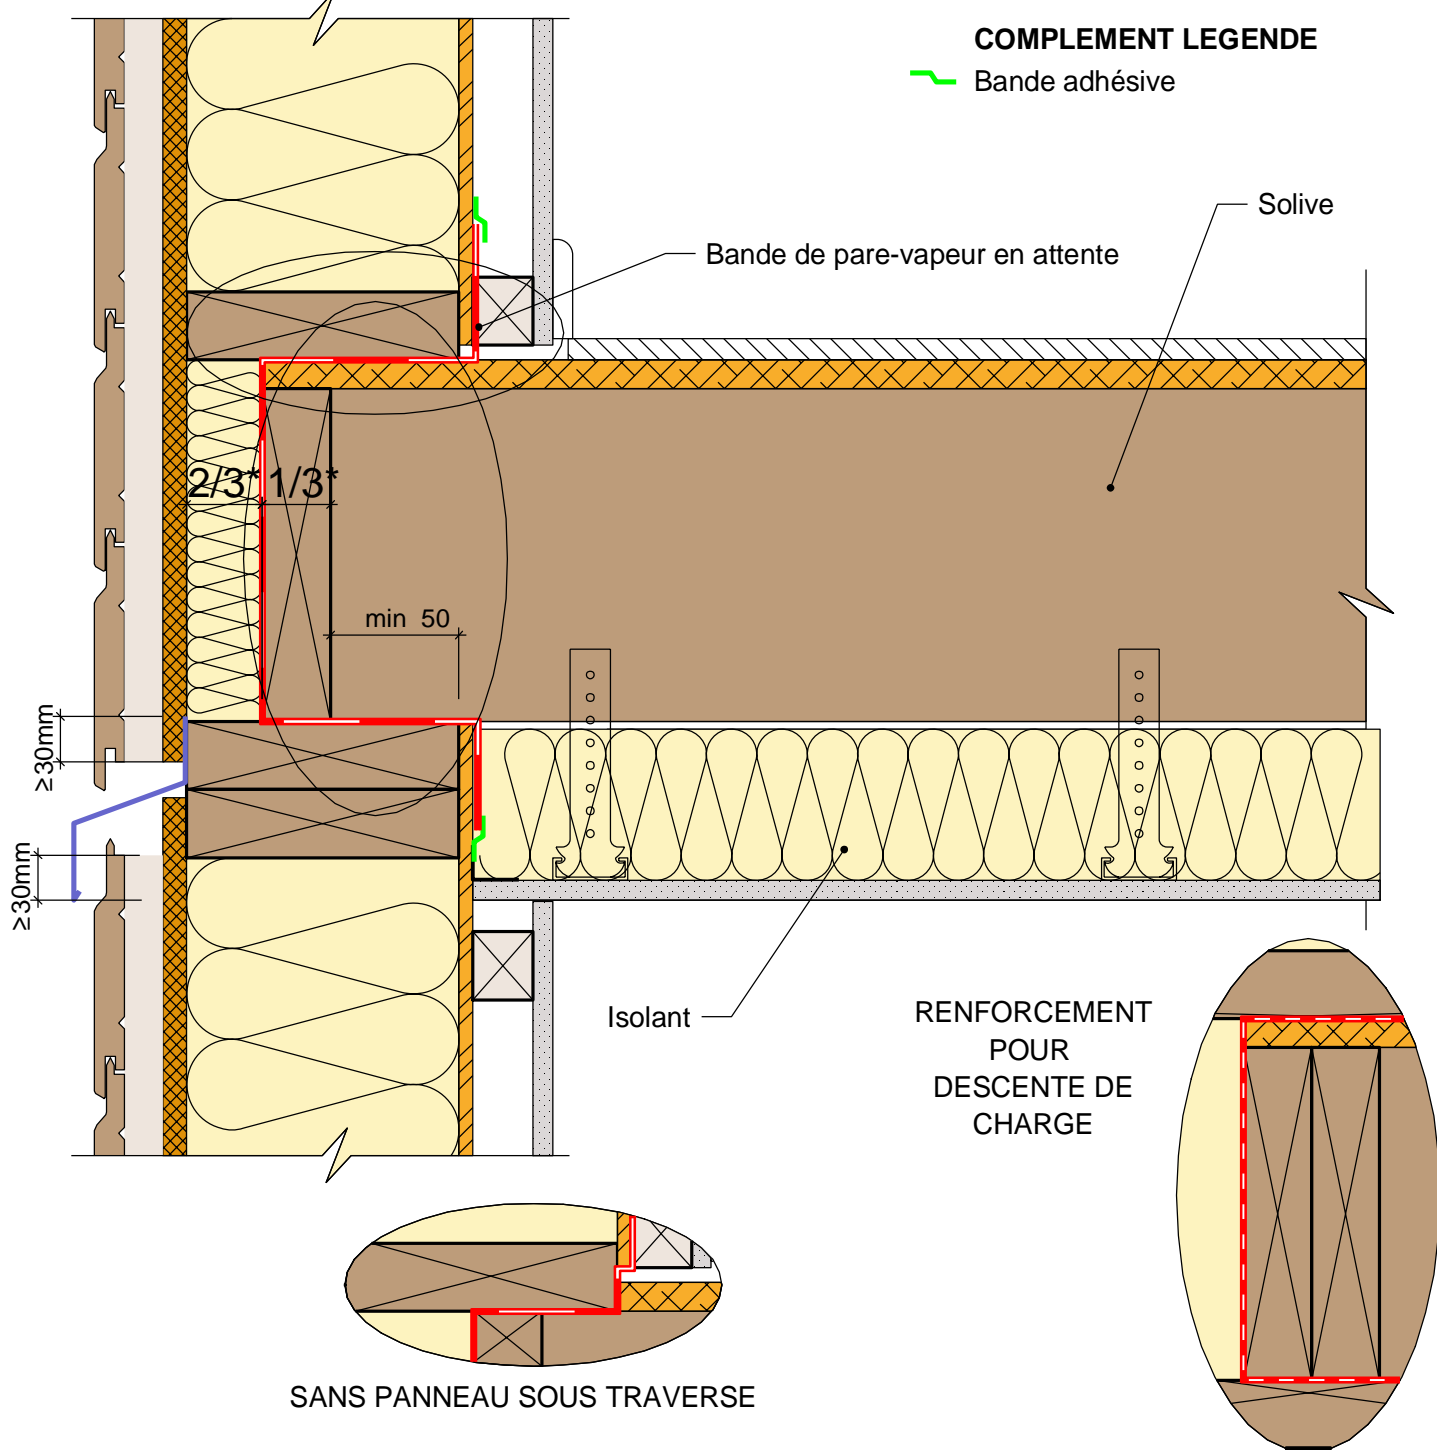 COMPLEMENT LEGENDE
Bande adhésive
Solive
Bande de pare-vapeur en attente
2/3* 1/3*
min 50
≥30mm
≥30mm
Isolant
RENFORCEMENT
POUR
DESCENTE DE
CHARGE
SANS PANNEAU SOUS TRAVERSE